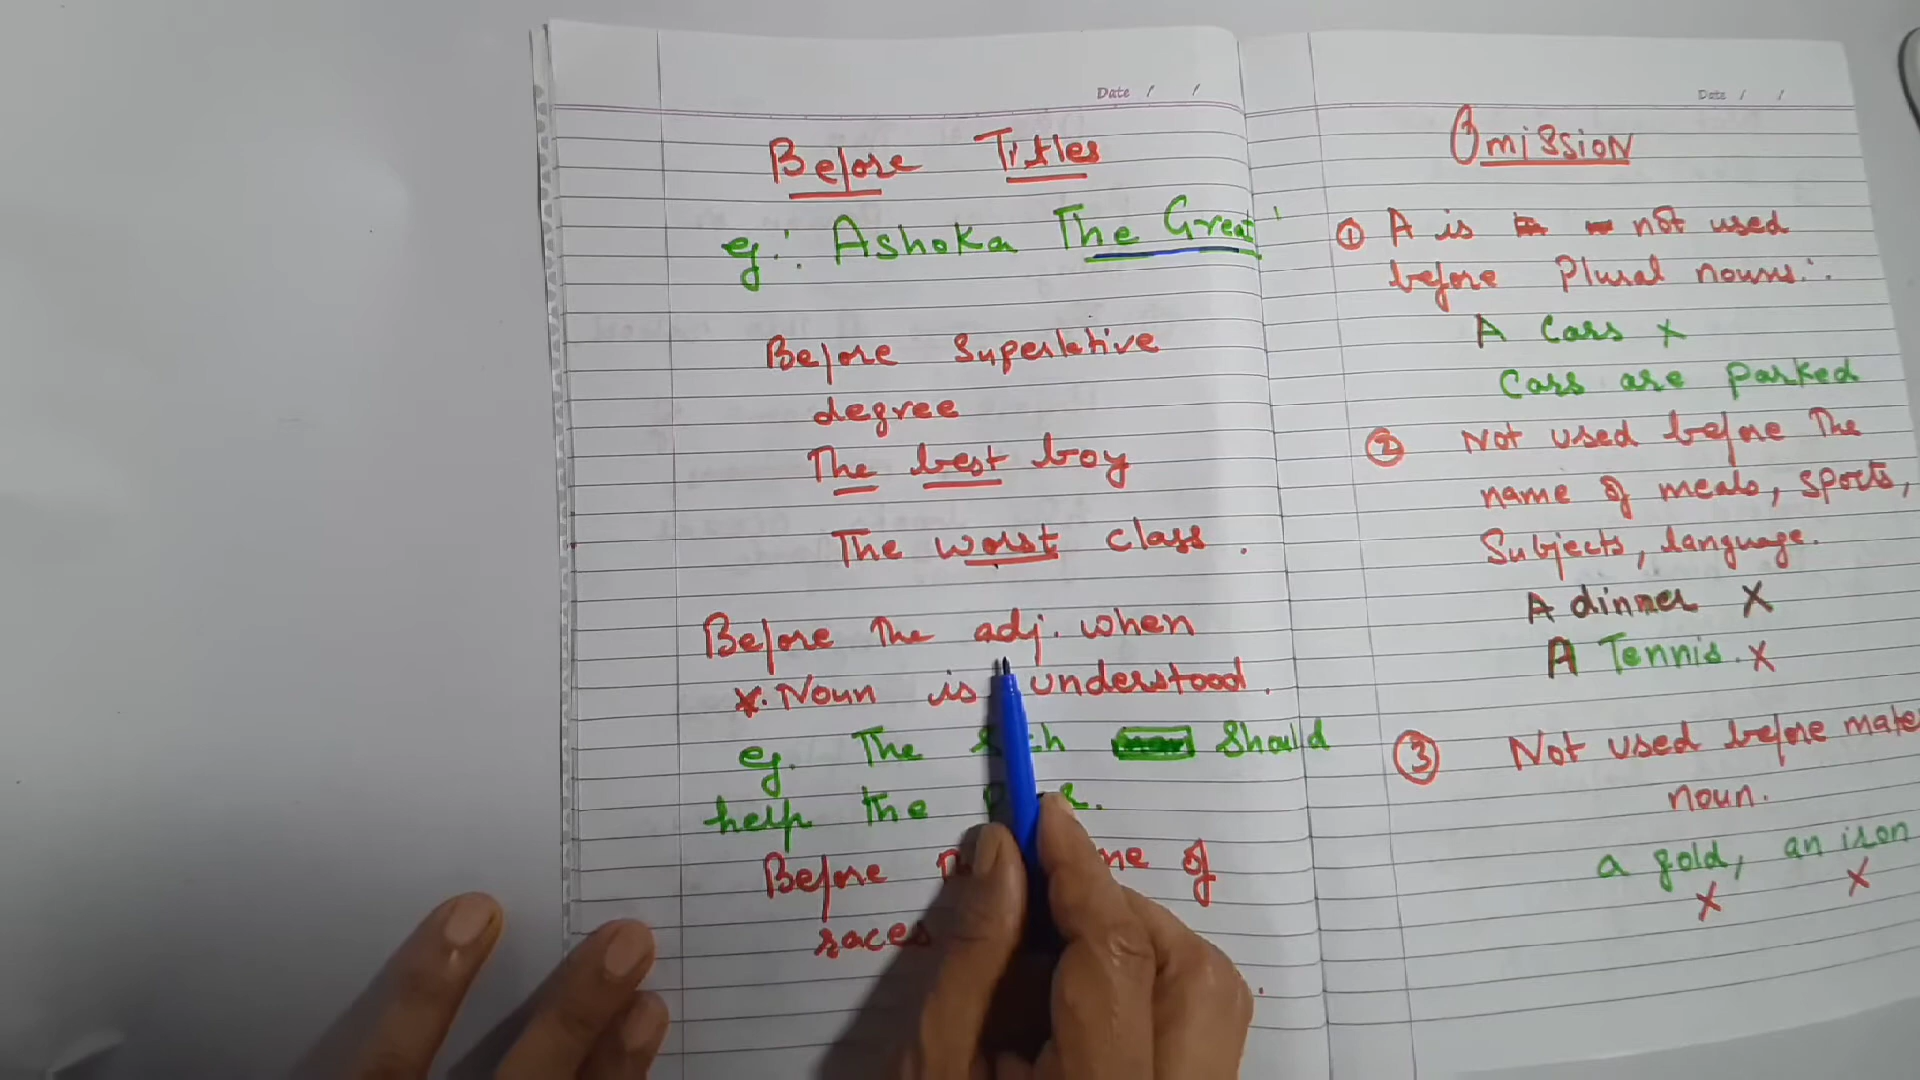 Date / /
Before Titles
eg: Ashoka The Great'
Before Superlative
degree
The best boy
The worst class.
Before the adj. when
x. Noun is understood.
eg. The Should
help the
Before of
races
Date / /
Omission
① A is not used
before Plural nouns:
A Cars x
Cars are parked
② Not used before The
name of meals, sports,
Subjects, language.
A dinner X
A Tennis. X
③ Not used before mate
noun.
a gold, an iron
X X